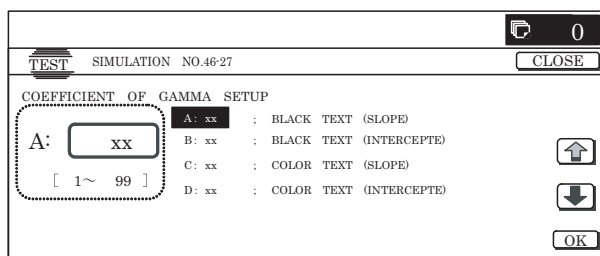 0
TEST SIMULATION NO.46-27 CLOSE
COEFFICIENT OF GAMMA SETUP
A: xx
[ 1~ 99 ]
A: xx ; BLACK TEXT (SLOPE)
B: xx ; BLACK TEXT (INTERCEPTE)
C: xx ; COLOR TEXT (SLOPE)
D: xx ; COLOR TEXT (INTERCEPTE)
OK